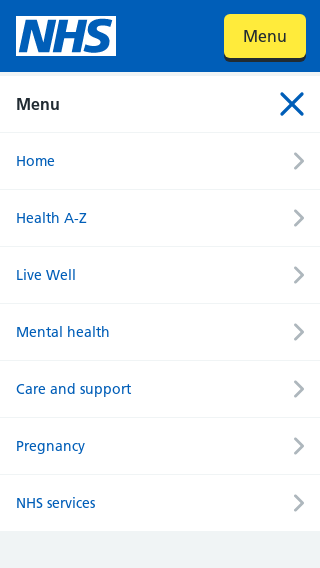 NHS
Menu
Menu
Home
Health A-Z
Live Well
Mental health
Care and support
Pregnancy
NHS services